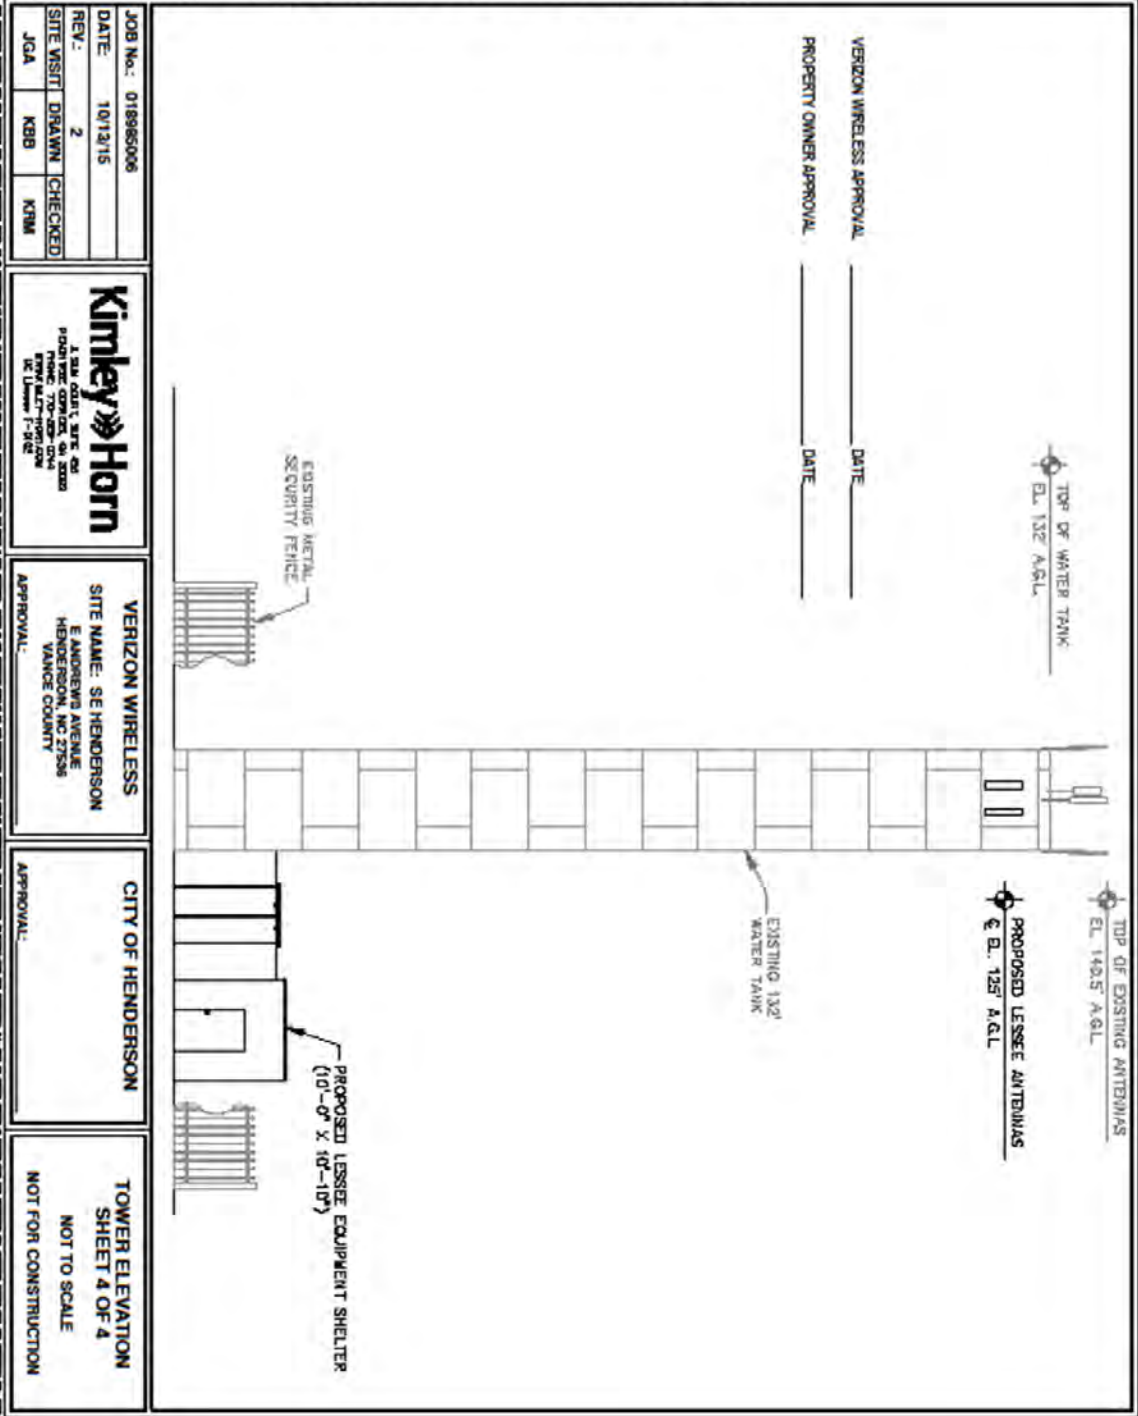 VERIZON WIRELESS APPROVAL DATE
PROPERTY OWNER APPROVAL DATE
TOP OF WATER TANK
EL. 132' A.G.L.
TOP OF EXISTING ANTENNAS
EL. 140.5' A.G.L.
PROPOSED LESSEE ANTENNAS
℄ EL. 125' A.G.L.
EXISTING 132'
WATER TANK
EXISTING METAL
SECURITY FENCE
PROPOSED LESSEE EQUIPMENT SHELTER
(10'-0" X 10'-10")
JOB No.: 018985006
DATE: 10/13/15
REV.: 2
SITE VISIT DRAWN CHECKED
JGA KBB KRM
Kimley»Horn
VERIZON WIRELESS
SITE NAME: SE HENDERSON
E ANDREWS AVENUE
HENDERSON, NC 27536
VANCE COUNTY
APPROVAL:
CITY OF HENDERSON
APPROVAL:
TOWER ELEVATION
SHEET 4 OF 4
NOT TO SCALE
NOT FOR CONSTRUCTION